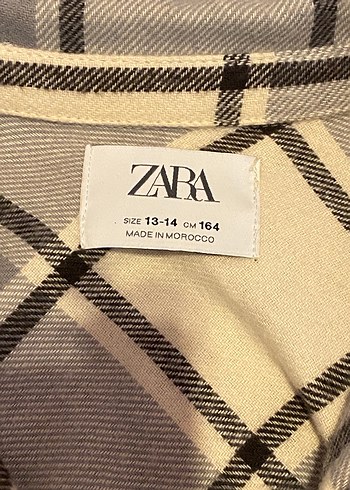 ZARA
SIZE 13-14 CM 164
MADE IN MOROCCO